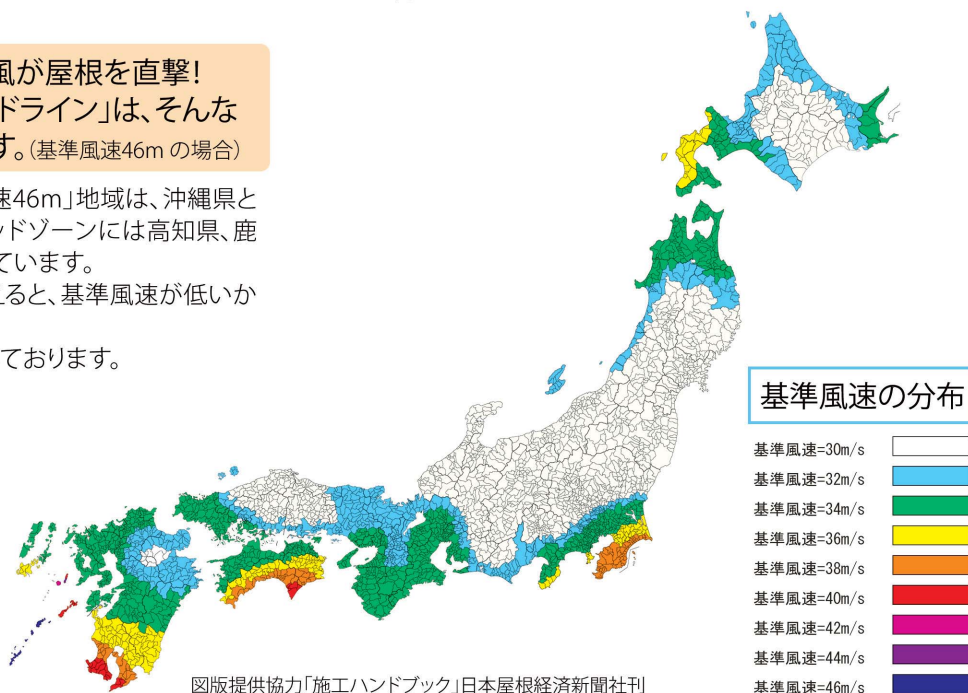 風が屋根を直撃!
ドライン」は、そんな
す。(基準風速46m の場合)
速46m」地域は、沖縄県と
ッドゾーンには高知県、鹿
ています。
えると、基準風速が低いか
ております。
基準風速の分布
基準風速=30m/s
基準風速=32m/s
基準風速=34m/s
基準風速=36m/s
基準風速=38m/s
基準風速=40m/s
基準風速=42m/s
基準風速=44m/s
基準風速=46m/s
図版提供協力「施工ハンドブック」日本屋根経済新聞社刊